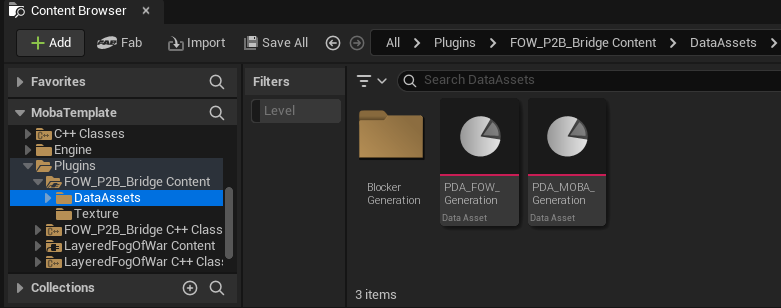 Content Browser
Add
Fab
Import
Save All
All
Plugins
FOW_P2B_Bridge Content
DataAssets
Favorites
Filters
Search DataAssets
MobaTemplate
Level
C++ Classes
Engine
Plugins
FOW_P2B_Bridge Content
DataAssets
Texture
FOW_P2B_Bridge C++ Class
LayeredFogOfWar Content
LayeredFogOfWar C++ Clas
Collections
Blocker
Generation
PDA_FOW_
Generation
Data Asset
PDA_MOBA_
Generation
Data Asset
3 items